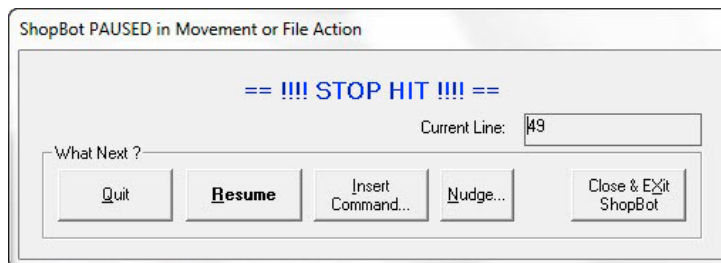 ShopBot PAUSED in Movement or File Action
== !!!! STOP HIT !!!! ==
Current Line: 49
What Next ?
Quit
Resume
Insert
Command...
Nudge...
Close & EXit
ShopBot